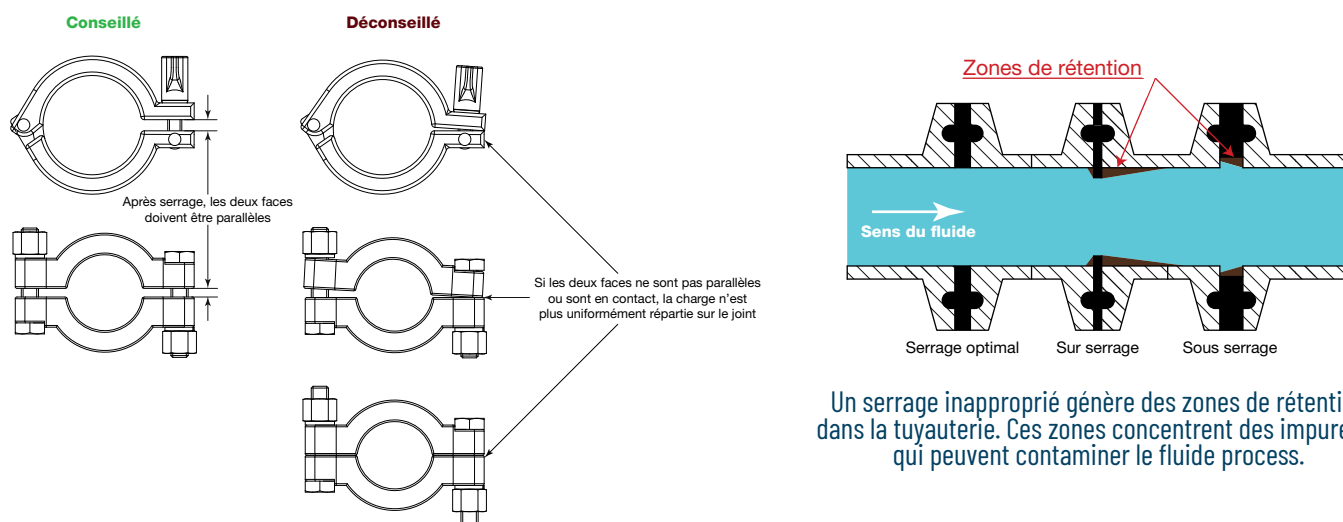 Conseillé
Déconseillé
Après serrage, les deux faces
doivent être parallèles
Si les deux faces ne sont pas parallèles
ou sont en contact, la charge n’est
plus uniformément répartie sur le joint
Zones de rétention
Sens du fluide
Serrage optimal
Sur serrage
Sous serrage
Un serrage inapproprié génère des zones de rétenti
dans la tuyauterie. Ces zones concentrent des impure
qui peuvent contaminer le fluide process.